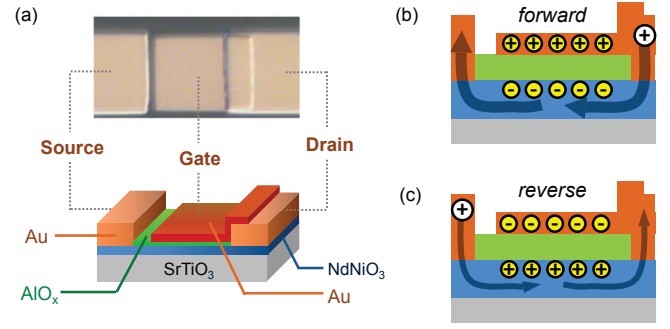 (a)
Source
Gate
Drain
Au
AlOₓ
SrTiO₃
Au
NdNiO₃
(b)
forward
+
+ + + + +
- - - - -
(c)
reverse
+
- - - - -
+ + + + +